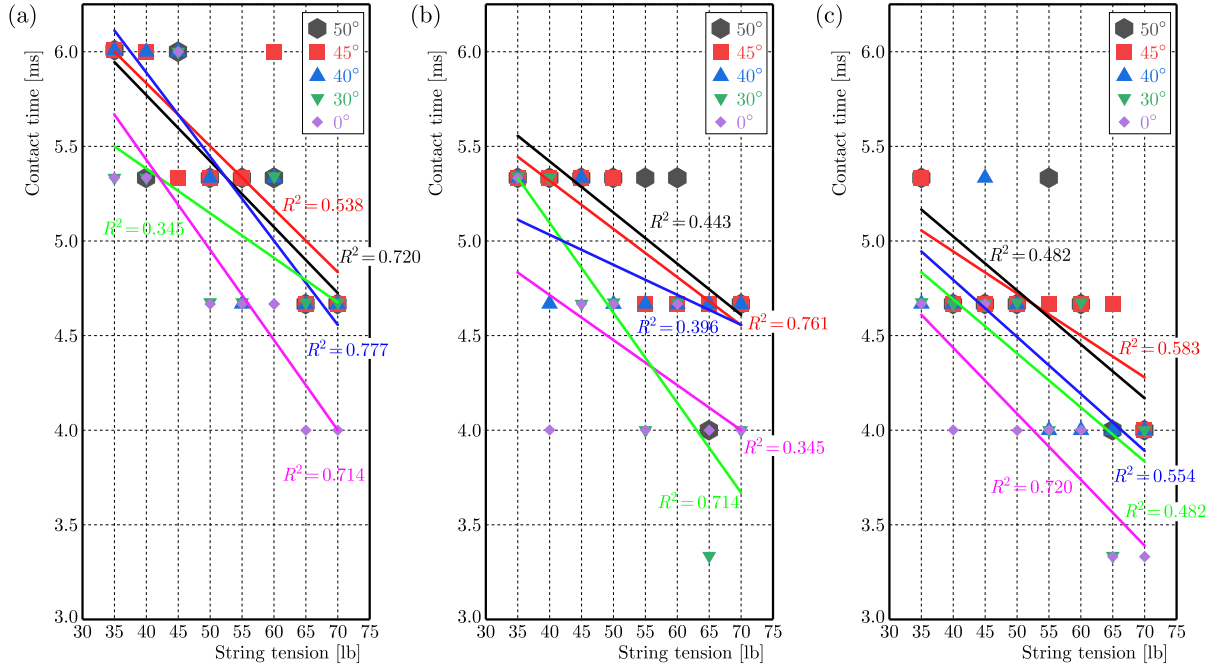 (a)
Contact time [ms]
6.0
5.5
5.0
4.5
4.0
3.5
3.0
50°
45°
40°
30°
0°
R² = 0.538
R² = 0.345
R² = 0.720
R² = 0.777
R² = 0.714
30 35 40 45 50 55 60 65 70 75
String tension [lb]
(b)
Contact time [ms]
6.0
5.5
5.0
4.5
4.0
3.5
3.0
50°
45°
40°
30°
0°
R² = 0.443
R² = 0.396
R² = 0.761
R² = 0.345
R² = 0.714
30 35 40 45 50 55 60 65 70 75
String tension [lb]
(c)
Contact time [ms]
6.0
5.5
5.0
4.5
4.0
3.5
3.0
50°
45°
40°
30°
0°
R² = 0.482
R² = 0.583
R² = 0.554
R² = 0.720
R² = 0.482
30 35 40 45 50 55 60 65 70 75
String tension [lb]